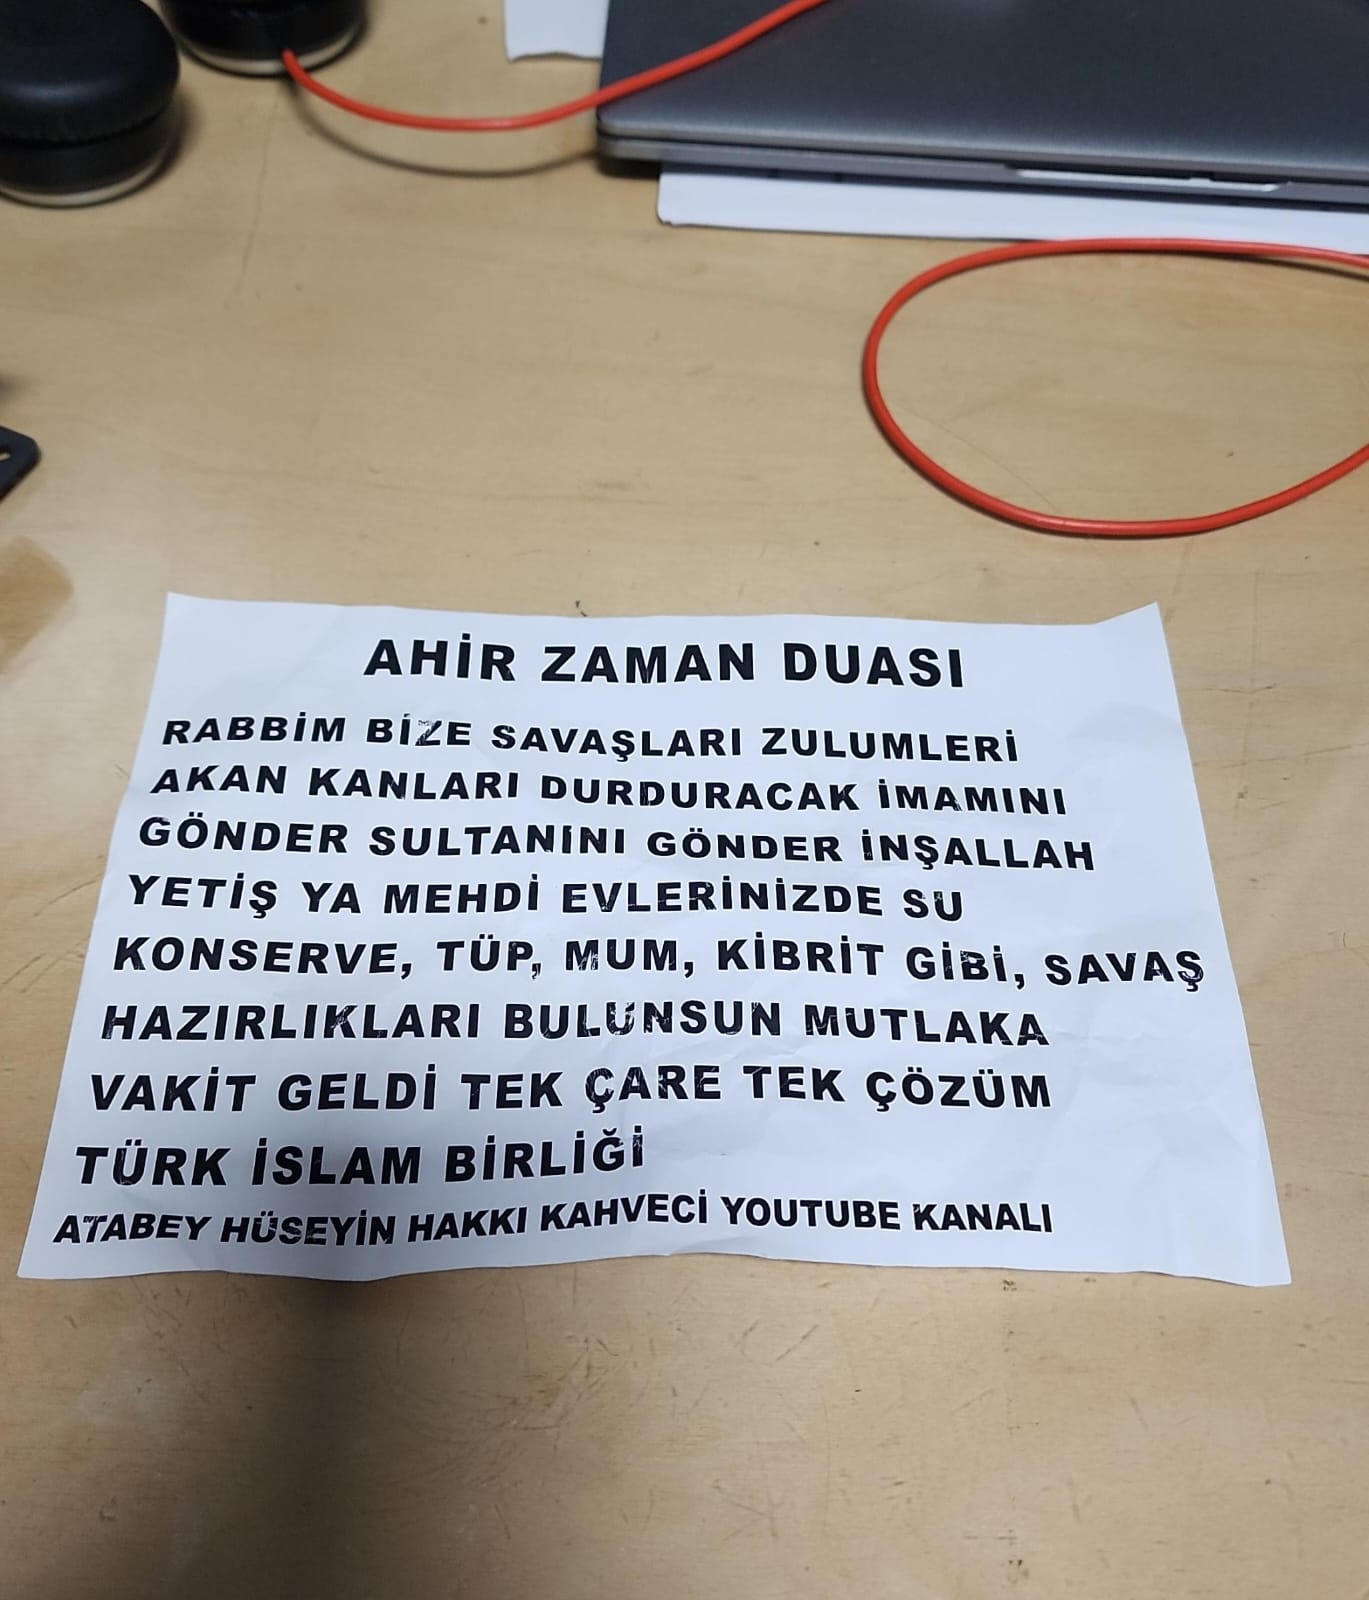 AHİR ZAMAN DUASI
RABBİM BİZE SAVAŞLARI ZULUMLERİ
AKAN KANLARI DURDURACAK İMAMINI
GÖNDER SULTANINI GÖNDER İNŞALLAH
YETİŞ YA MEHDİ EVLERİNİZDE SU
KONSERVE, TÜP, MUM, KİBRİT GİBİ, SAVAŞ
HAZIRLIKLARI BULUNSUN MUTLAKA
VAKİT GELDİ TEK ÇARE TEK ÇÖZÜM
TÜRK İSLAM BİRLİĞİ
ATABEY HÜSEYİN HAKKI KAHVECİ YOUTUBE KANALI